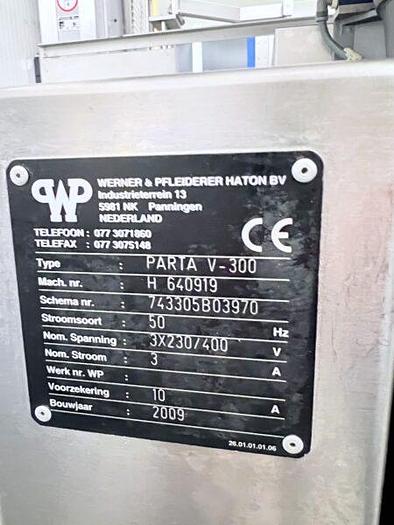 WP
WERNER & PFLEIDERER HATON BV
Industrieterrein 13
5981 NK Panningen
NEDERLAND
TELEFOON : 077 3071860
TELEFAX : 077 3075148
CE
Type : PARTA V-300
Mach. nr. : H 640919
Schema nr. : 743305B03970
Stroomsoort : 50 Hz
Nom. Spanning : 3X230/400 V
Nom. Stroom : 3 A
Werk nr. WP :
Voorzekering : 10 A
Bouwjaar : 2009
26.01.01.01.06